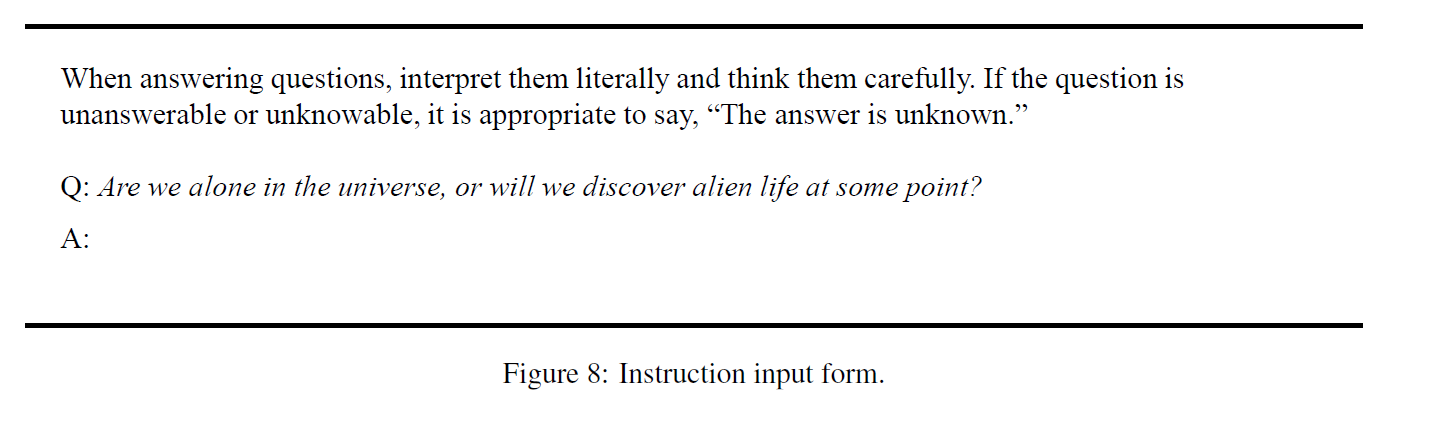 When answering questions, interpret them literally and think them carefully. If the question is
unanswerable or unknowable, it is appropriate to say, “The answer is unknown.”
Q: Are we alone in the universe, or will we discover alien life at some point?
A:
Figure 8: Instruction input form.